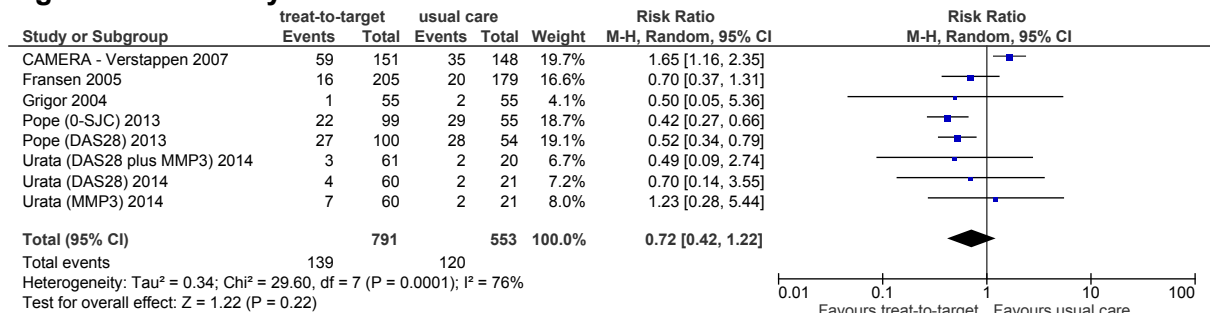 treat-to-target usual care Risk Ratio Risk Ratio
Study or Subgroup Events Total Events Total Weight M-H, Random, 95% CI M-H, Random, 95% CI
CAMERA - Verstappen 2007 59 151 35 148 19.7% 1.65 [1.16, 2.35]
Fransen 2005 16 205 20 179 16.6% 0.70 [0.37, 1.31]
Grigor 2004 1 55 2 55 4.1% 0.50 [0.05, 5.36]
Pope (0-SJC) 2013 22 99 29 55 18.7% 0.42 [0.27, 0.66]
Pope (DAS28) 2013 27 100 28 54 19.1% 0.52 [0.34, 0.79]
Urata (DAS28 plus MMP3) 2014 3 61 2 20 6.7% 0.49 [0.09, 2.74]
Urata (DAS28) 2014 4 60 2 21 7.2% 0.70 [0.14, 3.55]
Urata (MMP3) 2014 7 60 2 21 8.0% 1.23 [0.28, 5.44]
Total (95% CI) 791 553 100.0% 0.72 [0.42, 1.22]
Total events 139 120
Heterogeneity: Tau² = 0.34; Chi² = 29.60, df = 7 (P = 0.0001); I² = 76%
Test for overall effect: Z = 1.22 (P = 0.22)
0.01 0.1 1 10 100
Favours treat-to-target Favours usual care